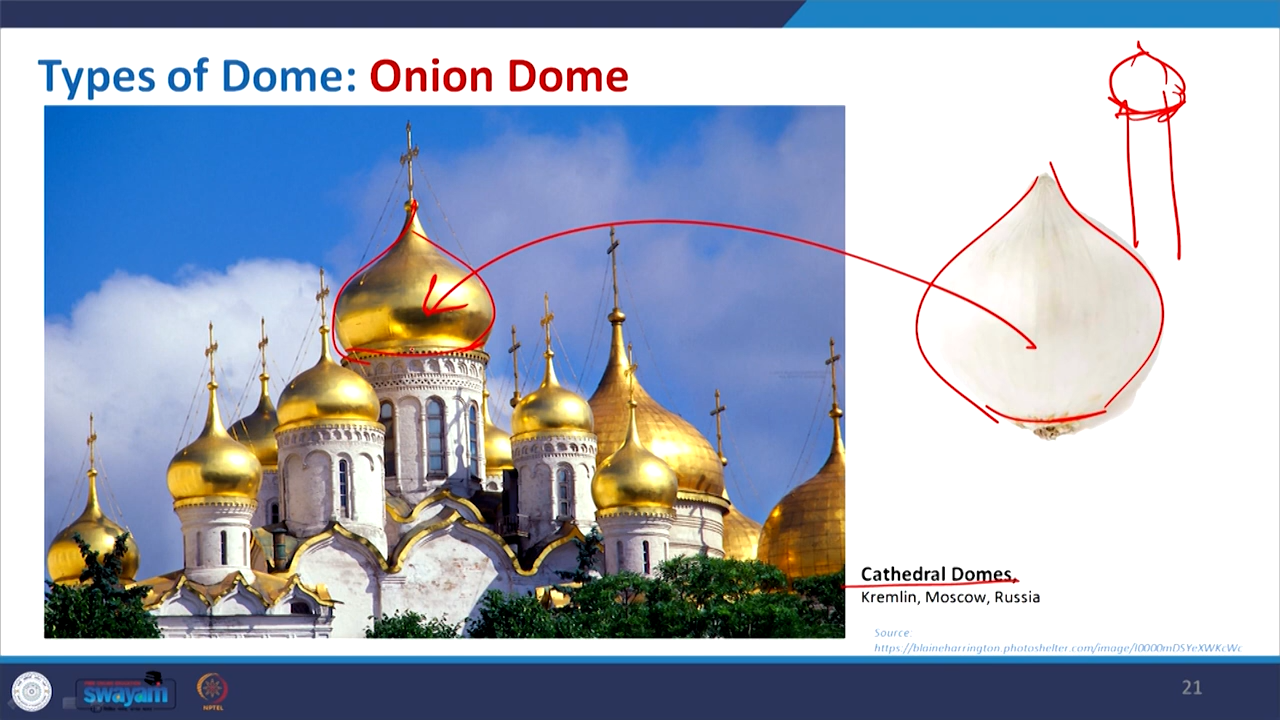 Types of Dome: Onion Dome
Cathedral Domes,
Kremlin, Moscow, Russia
Source:
https://blaineharrington.photoshelter.com/image/I0000mDSYeXWKcWc
swayam
NPTEL
21